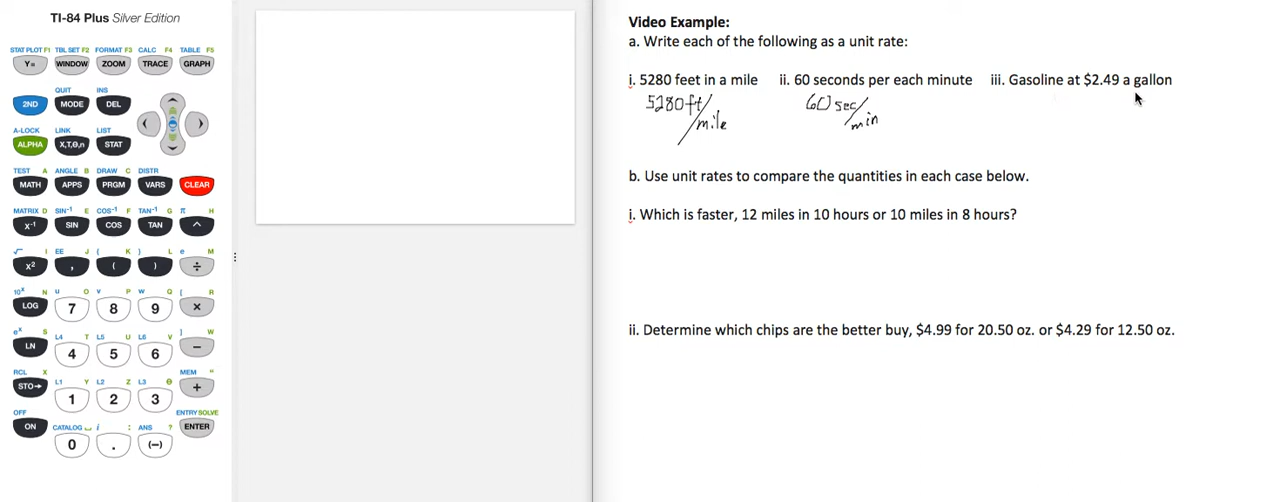 TI-84 Plus Silver Edition
STAT PLOT F1 TBL SET F2 FORMAT F3 CALC F4 TABLE F5
Y= WINDOW ZOOM TRACE GRAPH
QUIT INS
2ND MODE DEL
A-LOCK LINK LIST
ALPHA X,T,Θ,n STAT
TEST A ANGLE B DRAW C DISTR
MATH APPS PRGM VARS CLEAR
MATRIX D SIN-1 E COS-1 F TAN-1 G π H
X-1 SIN COS TAN ^
√ I EE J { K } L e M
X2 , ( ) ÷
10x N u O v P w Q [ R
LOG 7 8 9 ×
ex S L4 T L5 U L6 V ] W
LN 4 5 6 −
RCL X L1 Y L2 Z L3 θ MEM "
STO→ 1 2 3 +
OFF CATALOG i : ANS ? ENTRY SOLVE
ON 0 . (−) ENTER
Video Example:
a. Write each of the following as a unit rate:
i. 5280 feet in a mile ii. 60 seconds per each minute iii. Gasoline at $2.49 a gallon
5280 ft/mile 60 sec/min
b. Use unit rates to compare the quantities in each case below.
i. Which is faster, 12 miles in 10 hours or 10 miles in 8 hours?
ii. Determine which chips are the better buy, $4.99 for 20.50 oz. or $4.29 for 12.50 oz.